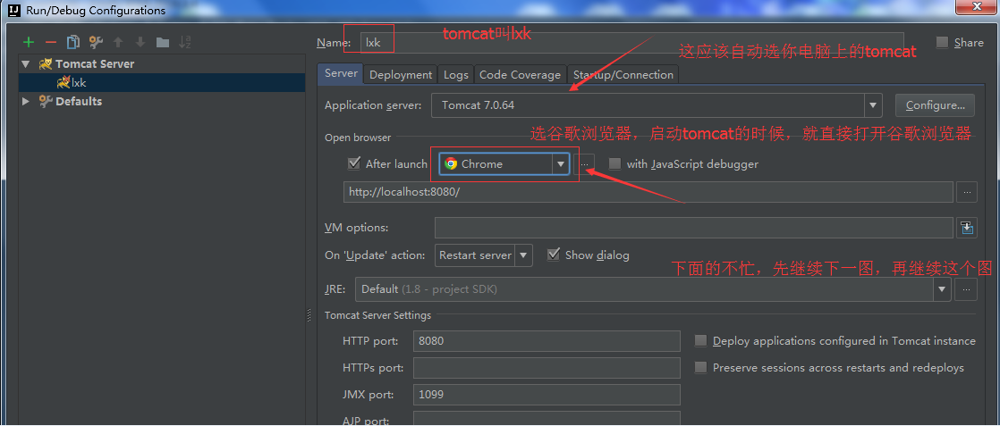 Run/Debug Configurations
Name: lxk
tomcat叫lxk
Share
这应该自动选你电脑上的tomcat
Tomcat Server
lxk
Defaults
Server Deployment Logs Code Coverage Startup/Connection
Application server: Tomcat 7.0.64 Configure...
选谷歌浏览器，启动tomcat的时候，就直接打开谷歌浏览器
Open browser
After launch Chrome ... with JavaScript debugger
http://localhost:8080/ ...
VM options:
On 'Update' action: Restart server Show dialog
下面的不忙，先继续下一图，再继续这个图
JRE: Default (1.8 - project SDK) ...
Tomcat Server Settings
HTTP port: 8080 Deploy applications configured in Tomcat instance
HTTPs port: Preserve sessions across restarts and redeploys
JMX port: 1099
AJP port: